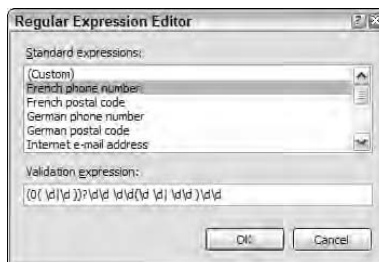 Regular Expression Editor
Standard expressions:
(Custom)
French phone number
French postal code
German phone number
German postal code
Internet e-mail address
Validation expression:
(0( \d|\d ))?\d\d \d\d(\d \d| \d\d )\d\d
OK
Cancel